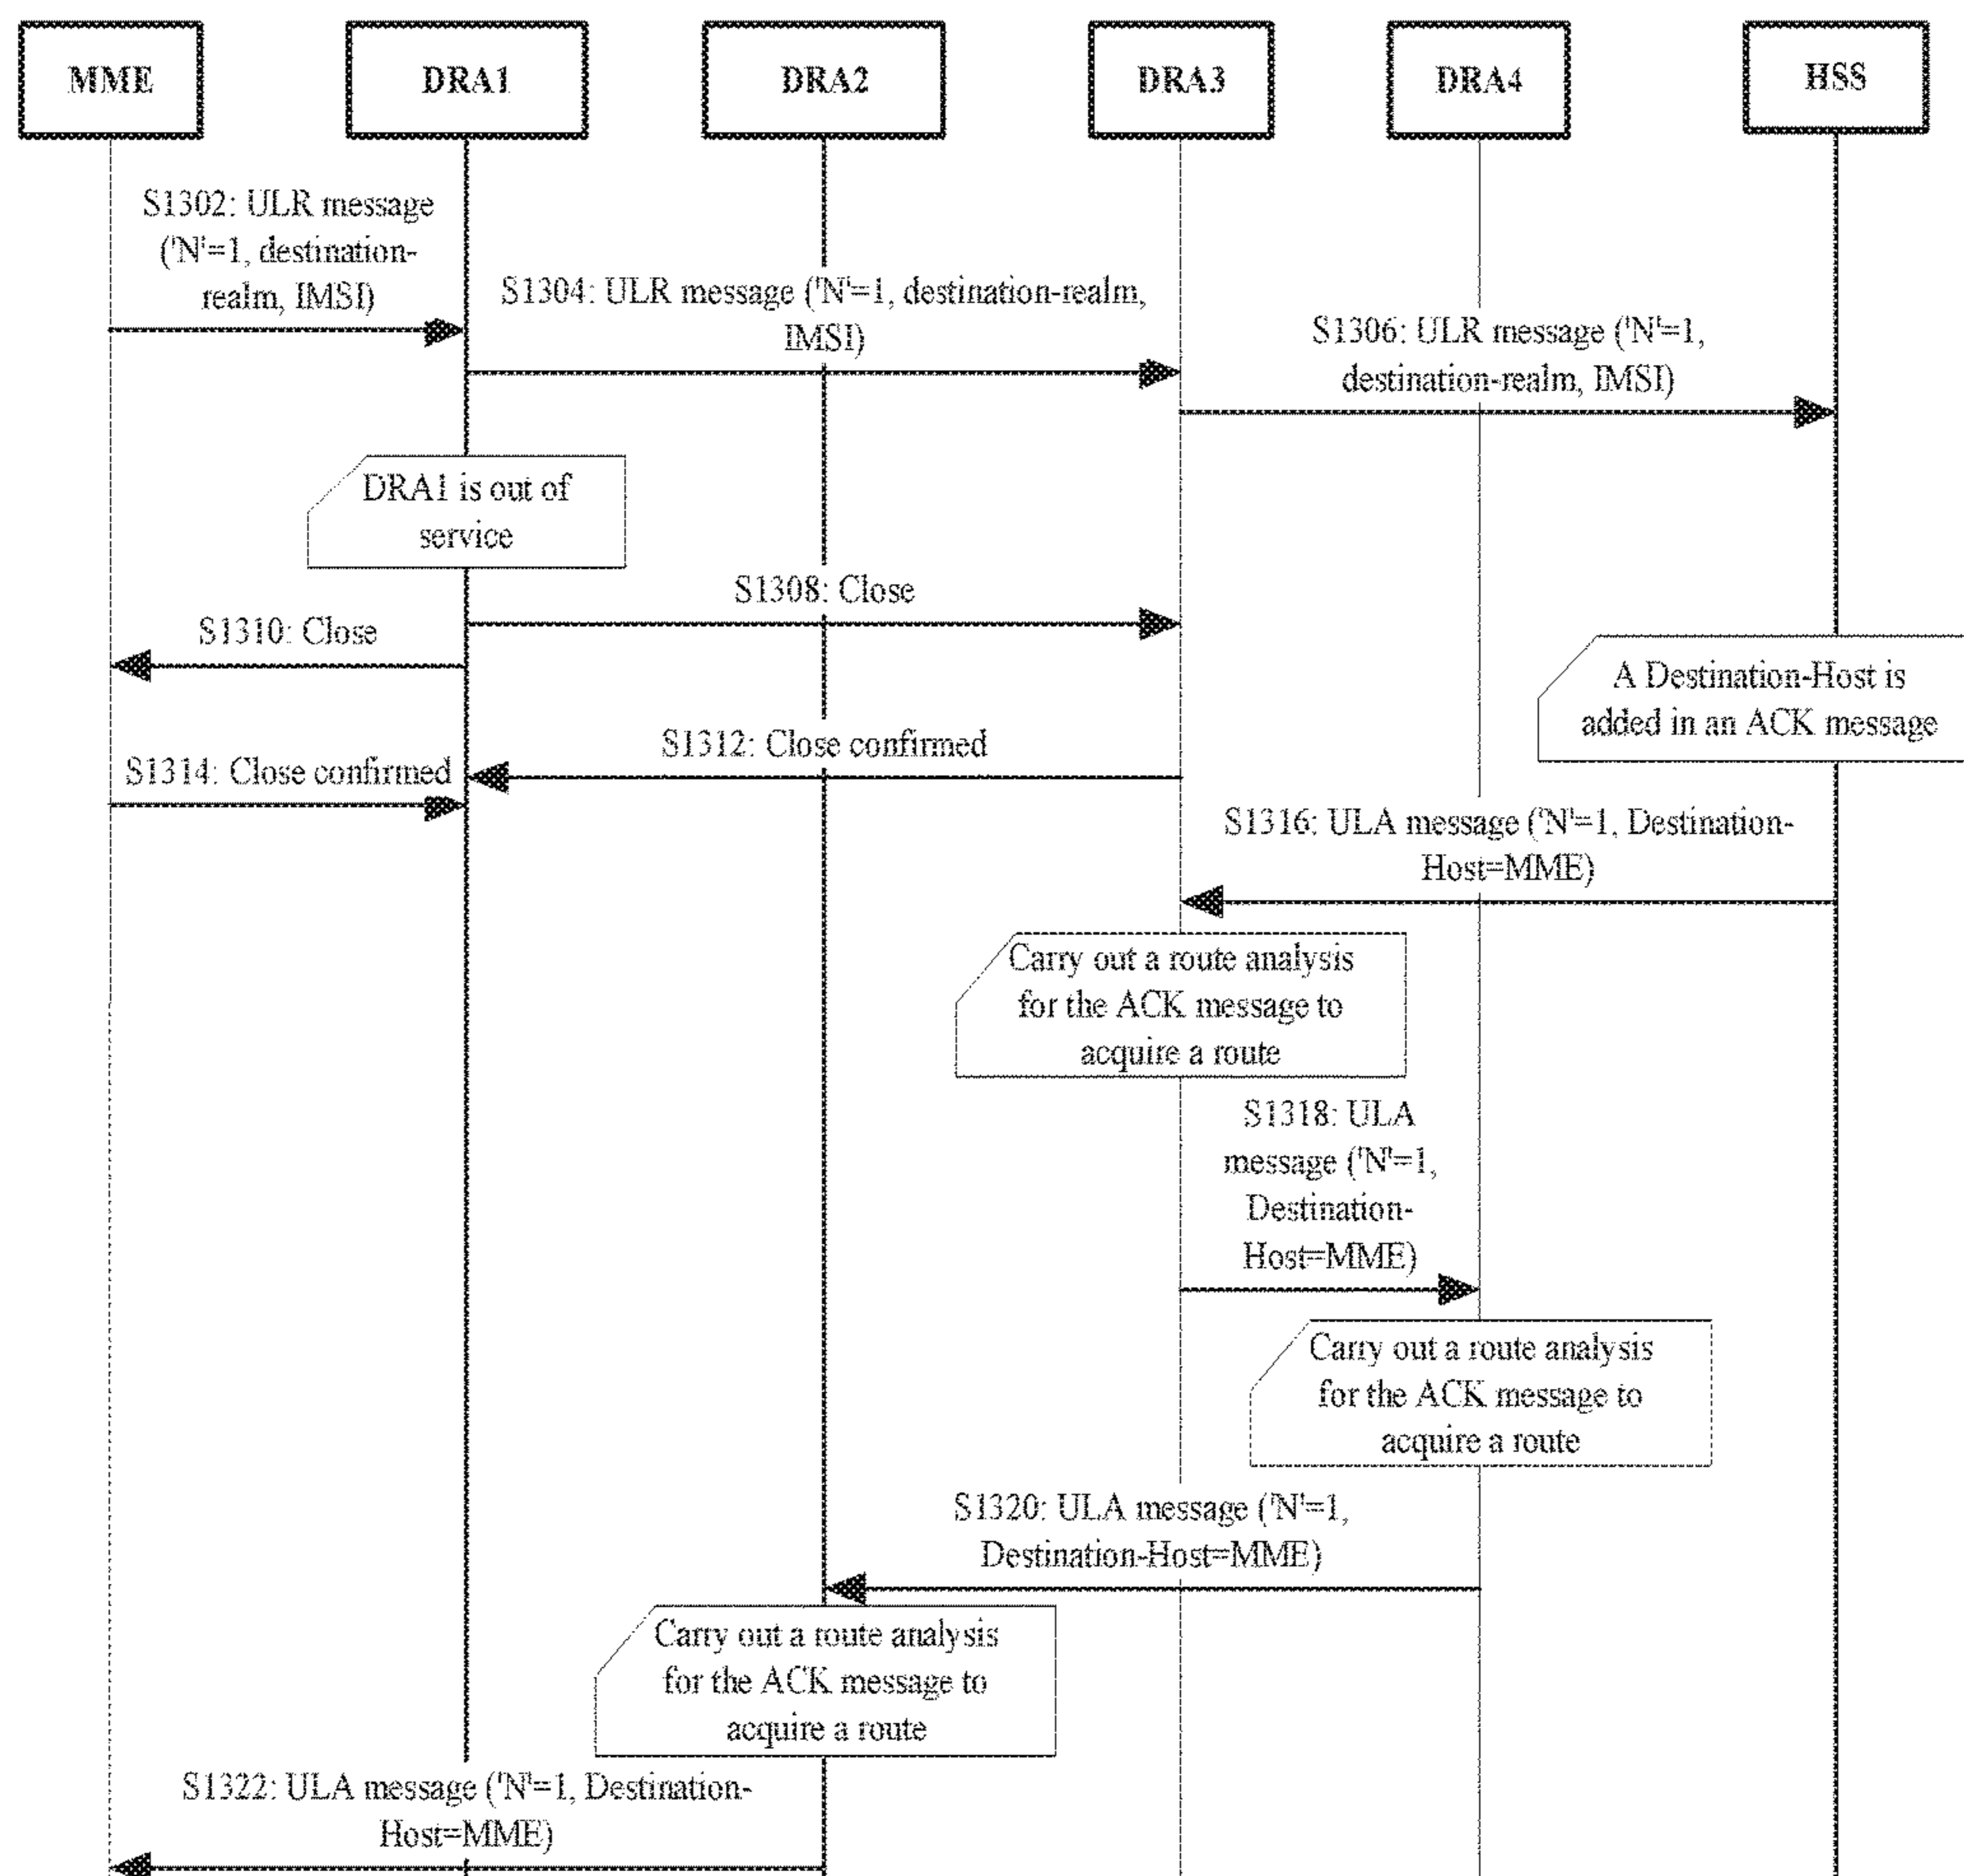 MME
DRA1
DRA2
DRA3
DRA4
HSS
S1302: ULR message
('N'=1, destination-
realm, IMSI)
S1304: ULR message ('N'=1, destination-realm,
IMSI)
S1306: ULR message ('N'=1,
destination-realm, IMSI)
DRA1 is out of
service
S1308: Close
S1310: Close
A Destination-Host is
added in an ACK message
S1312: Close confirmed
S1314: Close confirmed
S1316: ULA message ('N'=1, Destination-
Host=MME)
Carry out a route analysis
for the ACK message to
acquire a route
S1318: ULA
message ('N'=1,
Destination-
Host=MME)
Carry out a route analysis
for the ACK message to
acquire a route
S1320: ULA message ('N'=1,
Destination-Host=MME)
Carry out a route analysis
for the ACK message to
acquire a route
S1322: ULA message ('N'=1, Destination-
Host=MME)